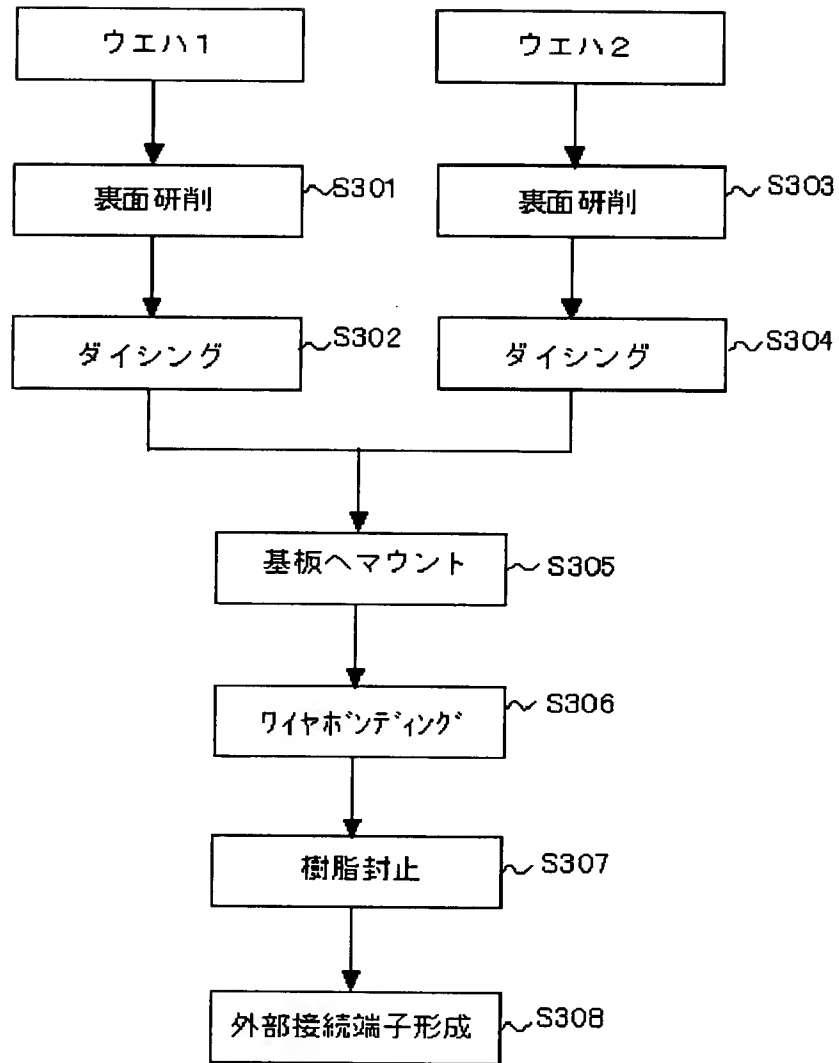 ウエハ1
ウエハ2
裏面研削
S301
裏面研削
S303
ダイシング
S302
ダイシング
S304
基板へマウント
S305
ワイヤボンディング
S306
樹脂封止
S307
外部接続端子形成
S308